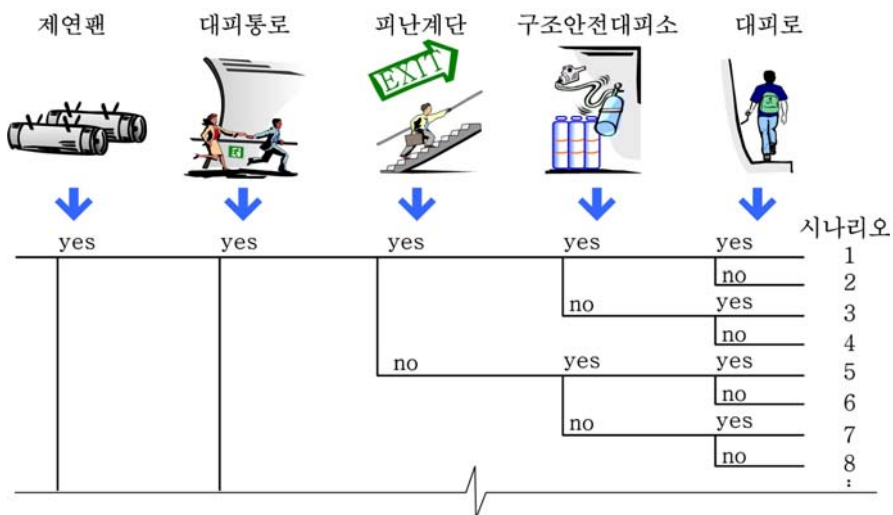 제연팬 대피통로 피난계단 구조안전대피소 대피로
EXIT
시나리오
yes yes yes yes yes 1
no 2
no yes 3
no 4
no yes yes 5
no 6
no yes 7
no 8
: